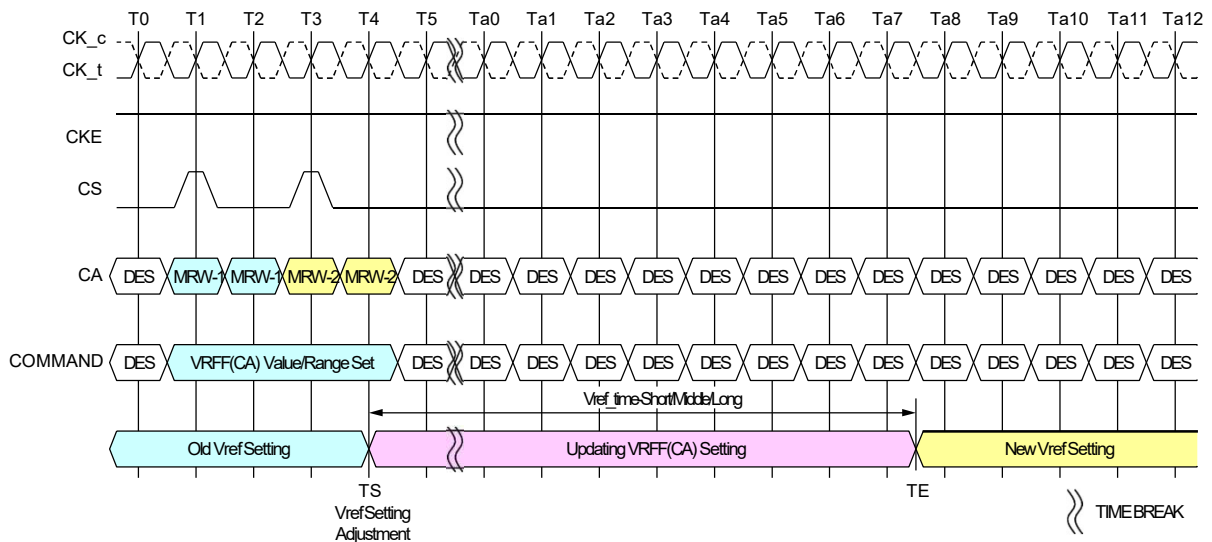 T0 T1 T2 T3 T4 T5 Ta0 Ta1 Ta2 Ta3 Ta4 Ta5 Ta6 Ta7 Ta8 Ta9 Ta10 Ta11 Ta12
CK_c
CK_t
CKE
CS
CA DES MRW-1 MRW-1 MRW-2 MRW-2 DES DES DES DES DES DES DES DES DES DES DES DES DES DES
COMMAND DES VRFF(CA) Value/Range Set DES DES DES DES DES DES DES DES DES DES DES DES DES DES
Vref_time-Short/Middle/Long
Old Vref Setting Updating VRFF(CA) Setting New Vref Setting
TS TE
Vref Setting
Adjustment
TIME BREAK